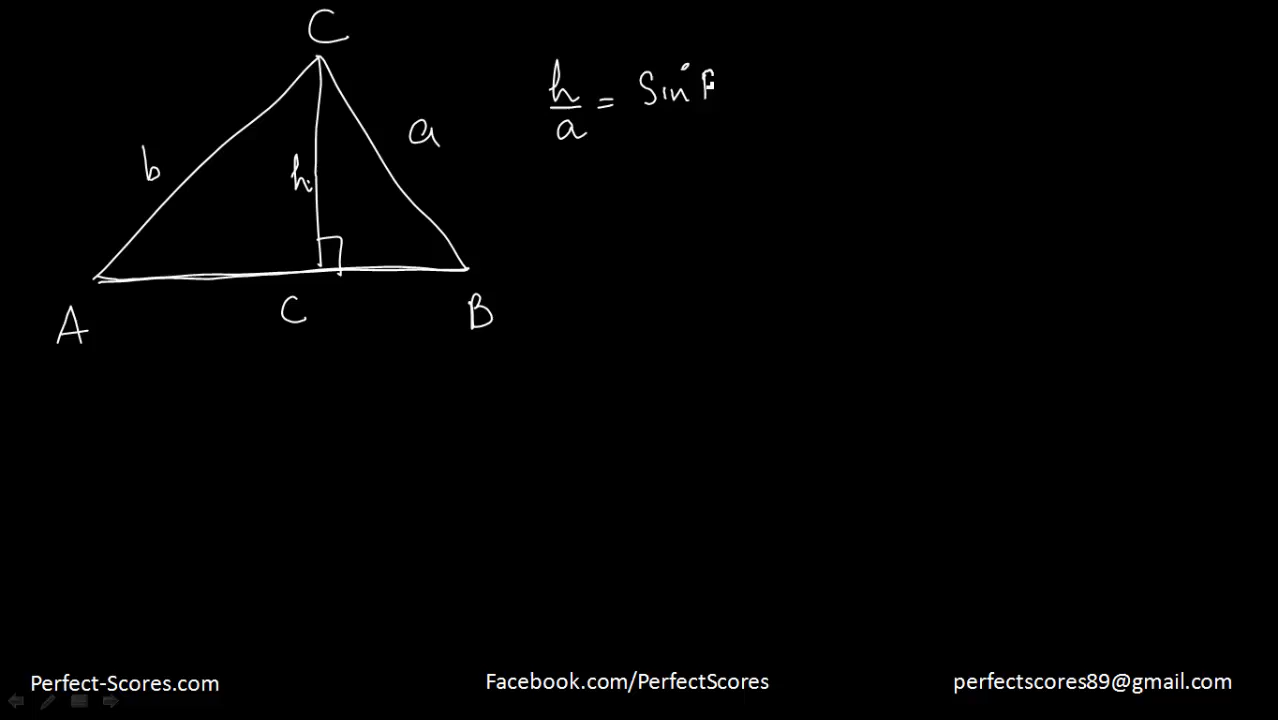 C
b
a
h
A
C
B
h/a = Sin
Perfect-Scores.com
Facebook.com/PerfectScores
perfectscores89@gmail.com